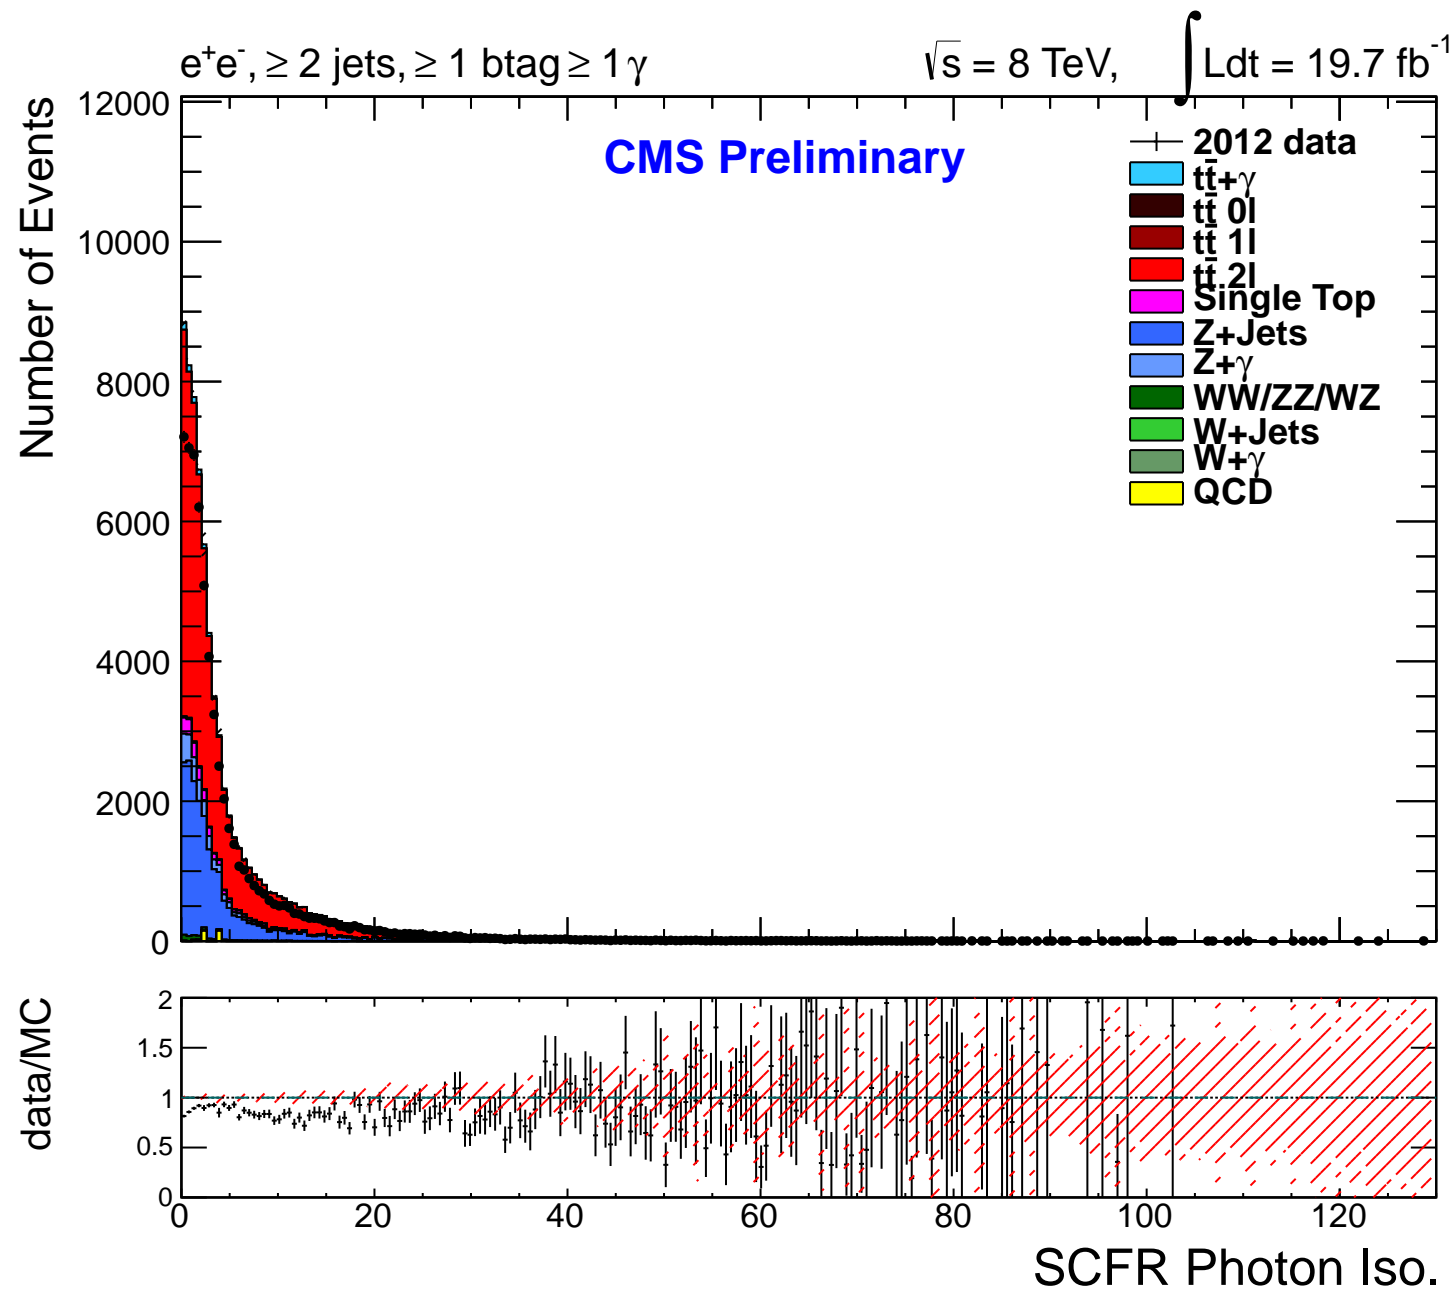 e⁺e⁻, ≥ 2 jets, ≥ 1 btag ≥ 1 γ
√s = 8 TeV, ∫ Ldt = 19.7 fb⁻¹
CMS Preliminary
2012 data
tt̄+γ
tt̄ 0l
tt̄ 1l
tt̄ 2l
Single Top
Z+Jets
Z+γ
WW/ZZ/WZ
W+Jets
W+γ
QCD
Number of Events
12000
10000
8000
6000
4000
2000
0
data/MC
2
1.5
1
0.5
0
0 20 40 60 80 100 120
SCFR Photon Iso.